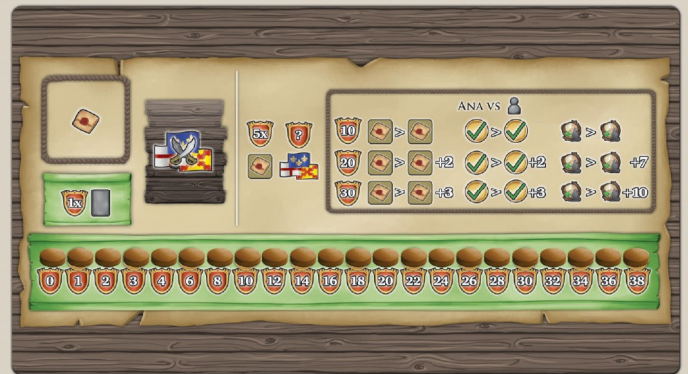 ANA VS
5x ? 10 > > >
20 > +2 > +2 > +7
1x 30 > +3 > +3 > +10
0 1 2 3 4 6 8 10 12 14 16 18 20 22 24 26 28 30 32 34 36 38